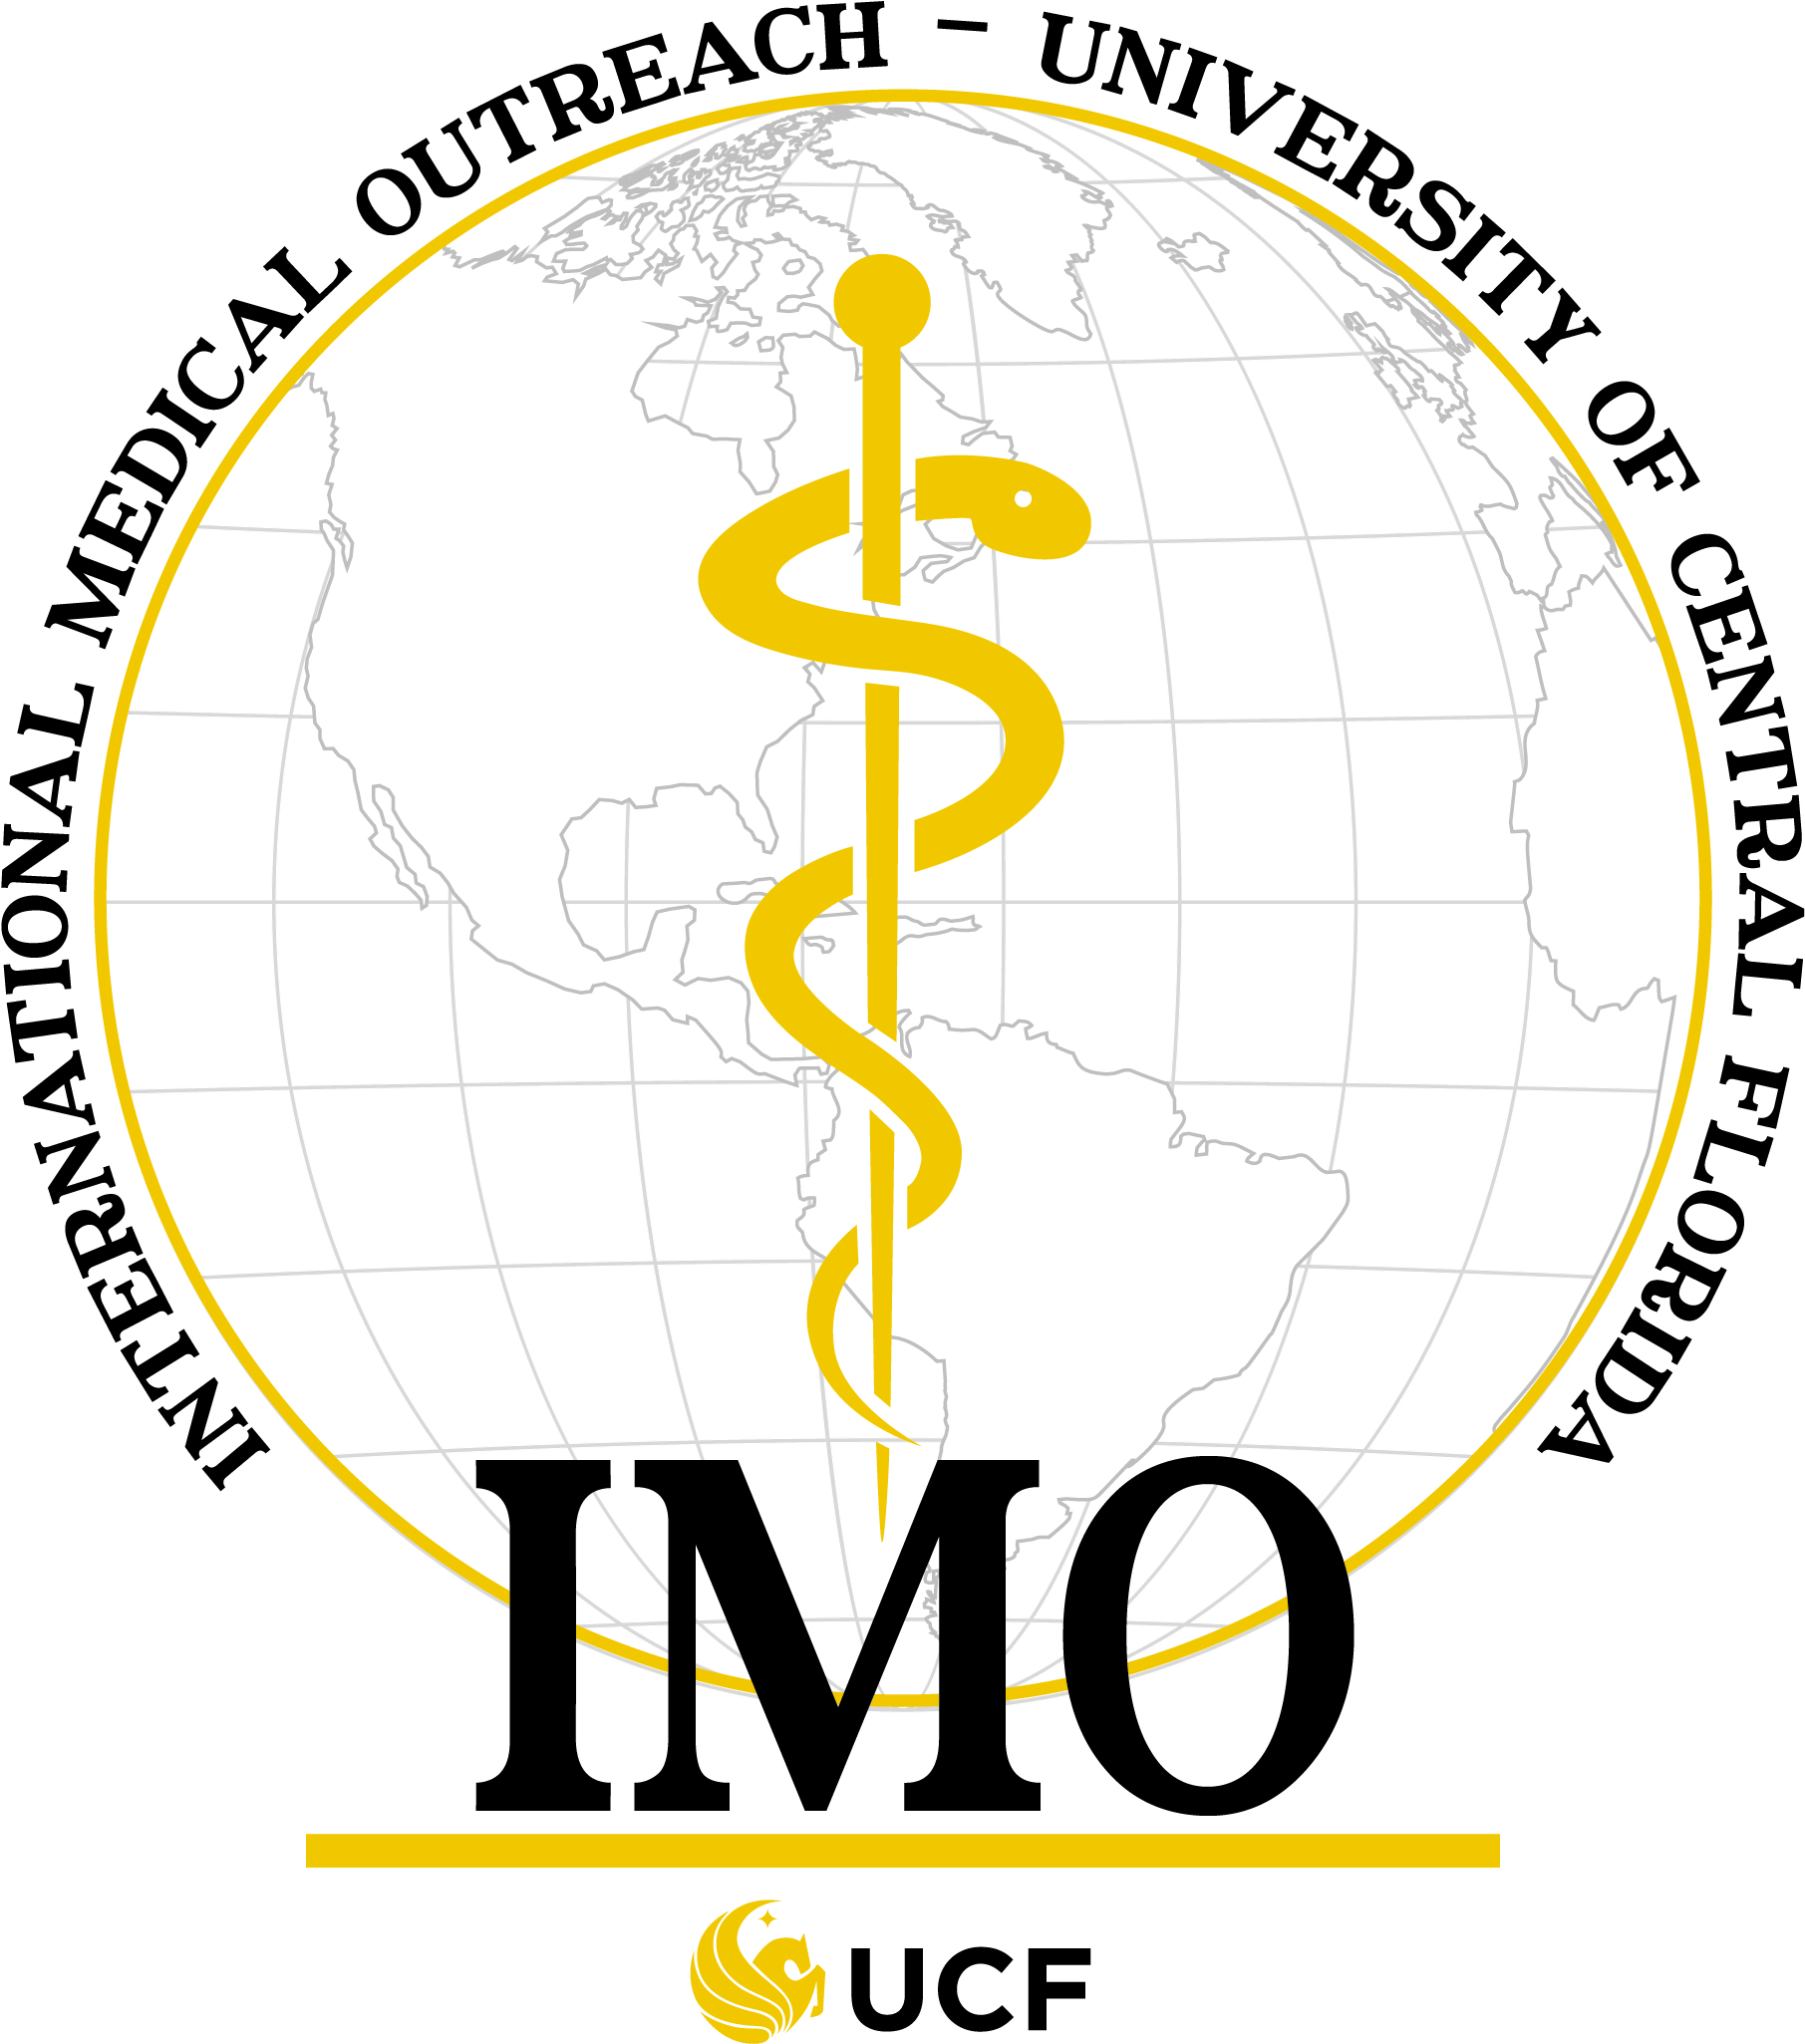 INTERNATIONAL MEDICAL OUTREACH – UNIVERSITY OF CENTRAL FLORIDA
IMO
UCF